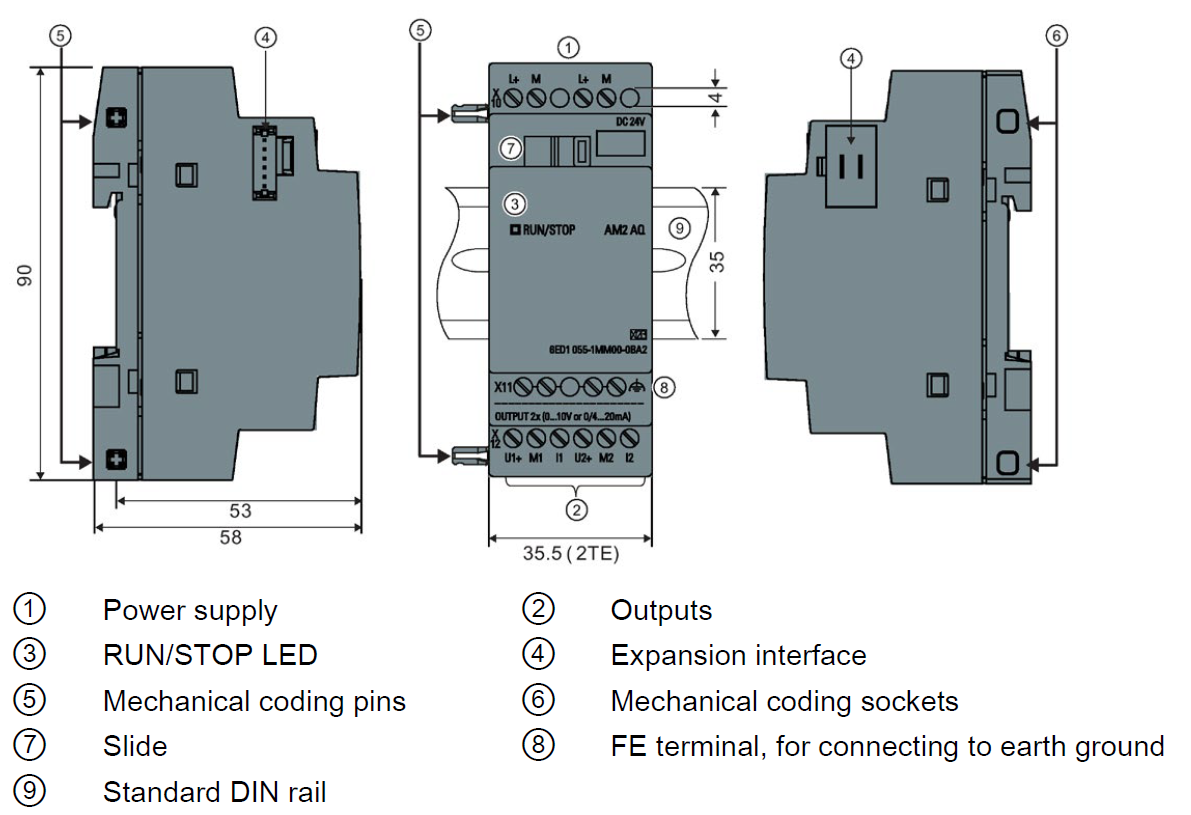 ⑤ ④ ⑤ ① ④ ⑥
L+ M L+ M
X
10
4
DC 24V
⑦
③
RUN/STOP AM2 AQ
⑨
90
35
X 2 3
6ED1 055-1MM00-0BA2
X11
⑧
OUTPUT 2x (0...10V or 0/4...20mA)
X
12
U1+ M1 I1 U2+ M2 I2
②
53
58
35.5 ( 2TE)
① Power supply ② Outputs
③ RUN/STOP LED ④ Expansion interface
⑤ Mechanical coding pins ⑥ Mechanical coding sockets
⑦ Slide ⑧ FE terminal, for connecting to earth ground
⑨ Standard DIN rail